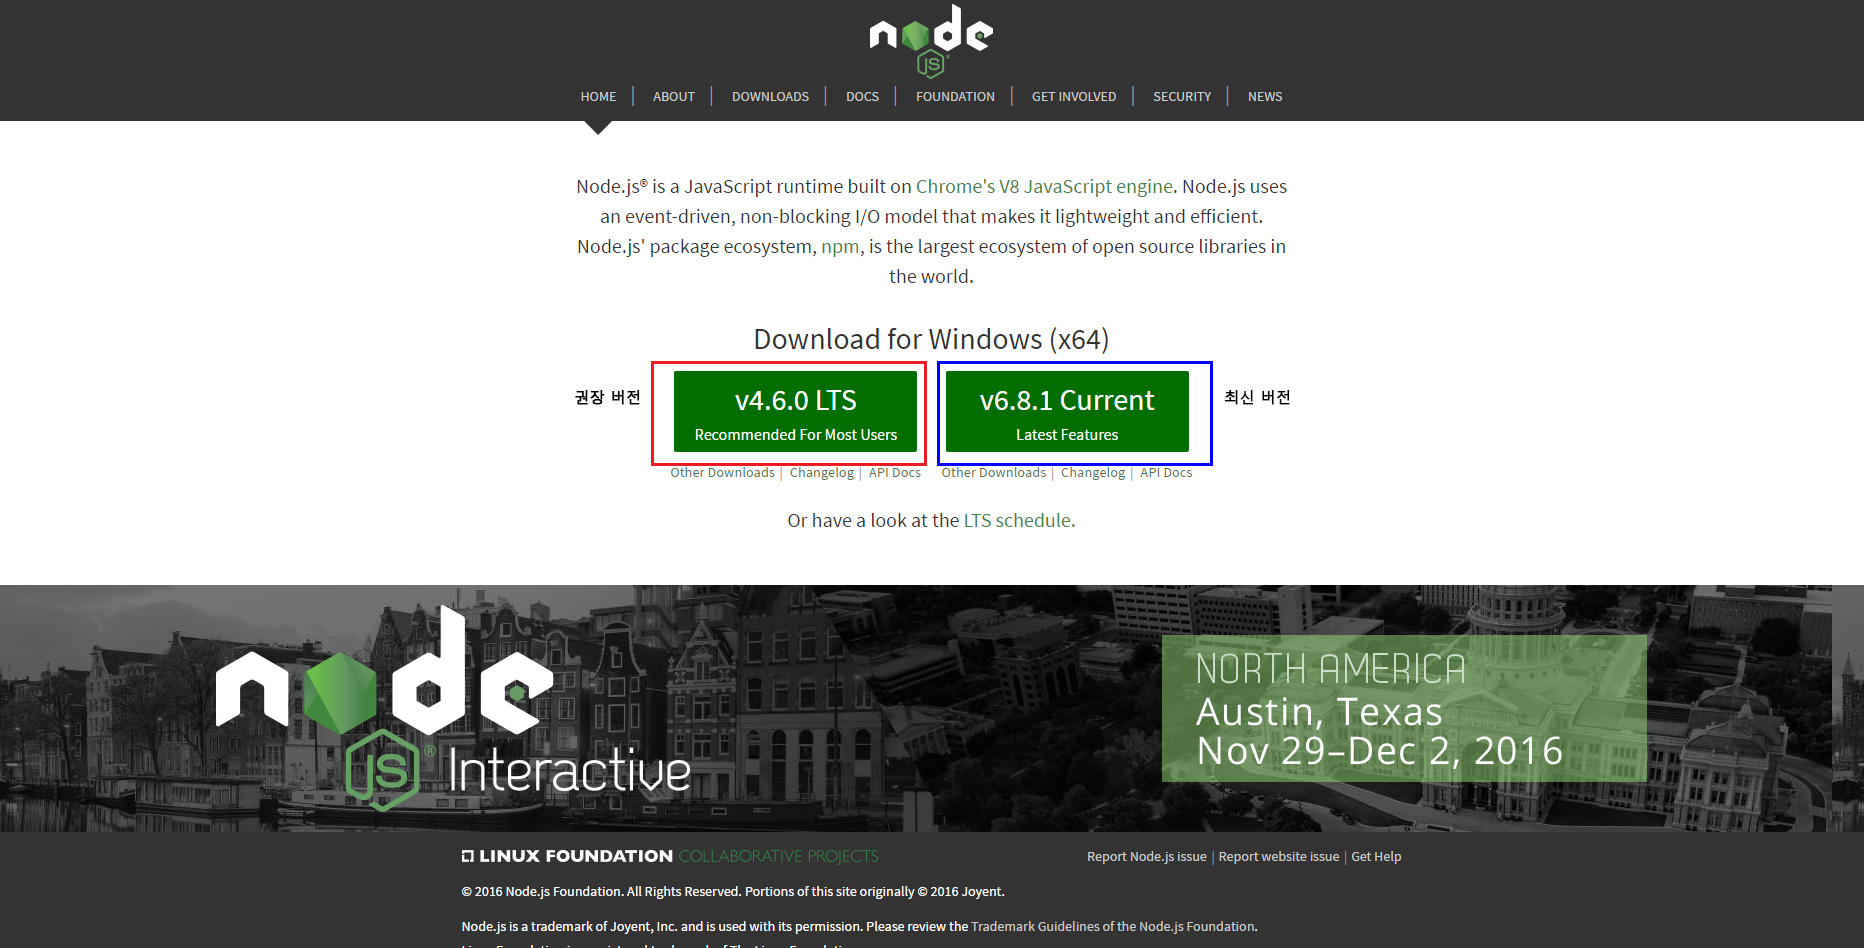 node
JS
HOME | ABOUT | DOWNLOADS | DOCS | FOUNDATION | GET INVOLVED | SECURITY | NEWS
Node.js® is a JavaScript runtime built on Chrome's V8 JavaScript engine. Node.js uses
an event-driven, non-blocking I/O model that makes it lightweight and efficient.
Node.js' package ecosystem, npm, is the largest ecosystem of open source libraries in
the world.
Download for Windows (x64)
권장 버전
v4.6.0 LTS
Recommended For Most Users
Other Downloads | Changelog | API Docs
v6.8.1 Current
Latest Features
최신 버전
Other Downloads | Changelog | API Docs
Or have a look at the LTS schedule.
node
JS® Interactive
NORTH AMERICA
Austin, Texas
Nov 29–Dec 2, 2016
LINUX FOUNDATION COLLABORATIVE PROJECTS
Report Node.js issue | Report website issue | Get Help
© 2016 Node.js Foundation. All Rights Reserved. Portions of this site originally © 2016 Joyent.
Node.js is a trademark of Joyent, Inc. and is used with its permission. Please review the Trademark Guidelines of the Node.js Foundation.